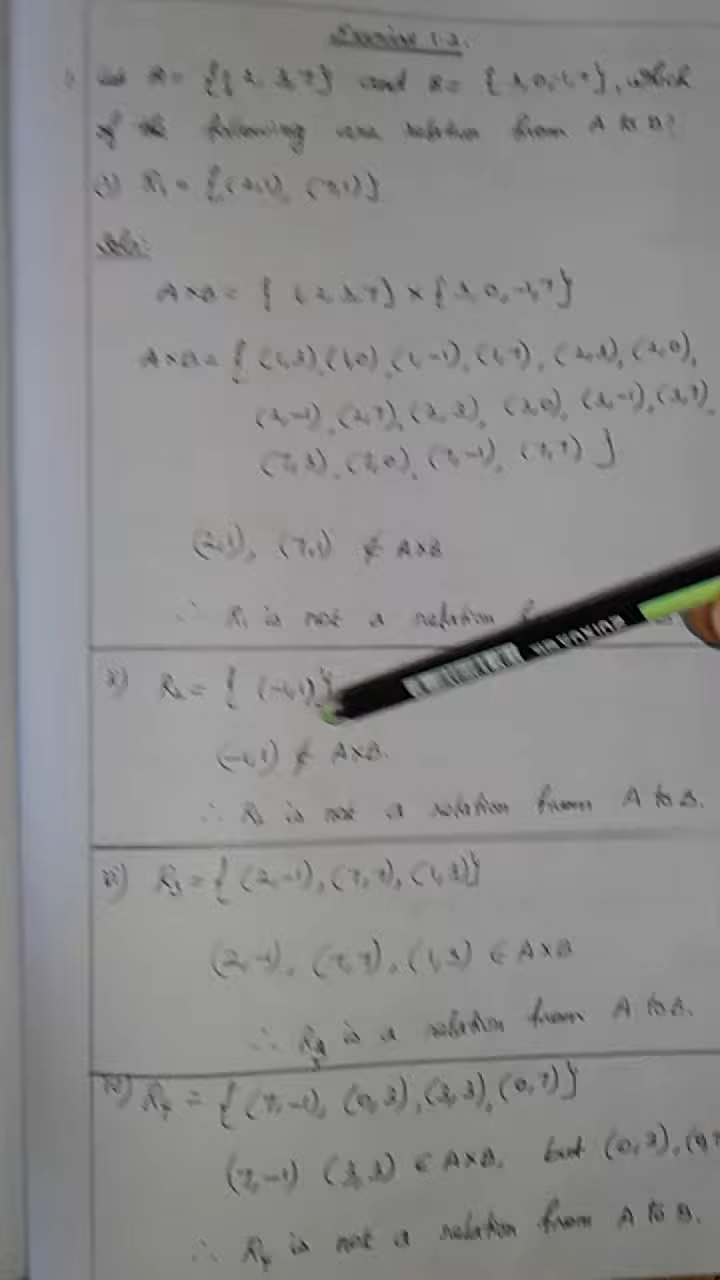 Exercise 1.2.
Let A = {1, 2, 3, 7} and B = {3, 0, -1, 7}, which
of the following are relation from A to B?
(i) R₁ = {(2,1), (7,1)}
Soln:
A×B = { 1, 2, 3, 7} × {3, 0, -1, 7}
A×B = { (1,3), (1,0), (1,-1), (1,7), (2,3), (2,0),
(2,-1), (2,7), (3,3), (3,0), (3,-1), (3,7),
(7,3), (7,0), (7,-1), (7,7) }
(2,1), (7,1) ∉ A×B
∴ R₁ is not a relation
ii) R₂ = { (-1,1)}
(-1,1) ∉ A×B.
∴ R₂ is not a relation from A to B.
iii) R₃ = { (2,-1), (7,7), (1,3)}
(2,-1), (7,7), (1,3) ∈ A×B
∴ R₃ is a relation from A to B.
iv) R₄ = { (7,-1), (0,3), (3,3), (0,7)}
(7,-1) (3,3) ∈ A×B, but (0,3), (0,7
∴ R₄ is not a relation from A to B.